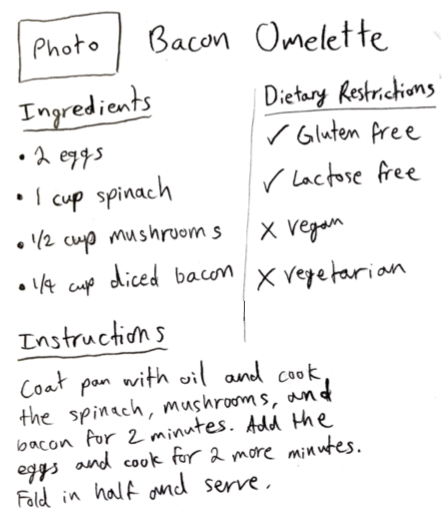 Photo
Bacon Omelette
Ingredients
• 2 eggs
• 1 cup spinach
• 1/2 cup mushrooms
• 1/4 cup diced bacon
Dietary Restrictions
✓ Gluten free
✓ Lactose free
X vegan
X vegetarian
Instructions
Coat pan with oil and cook
the spinach, mushrooms, and
bacon for 2 minutes. Add the
eggs and cook for 2 more minutes.
Fold in half and serve.